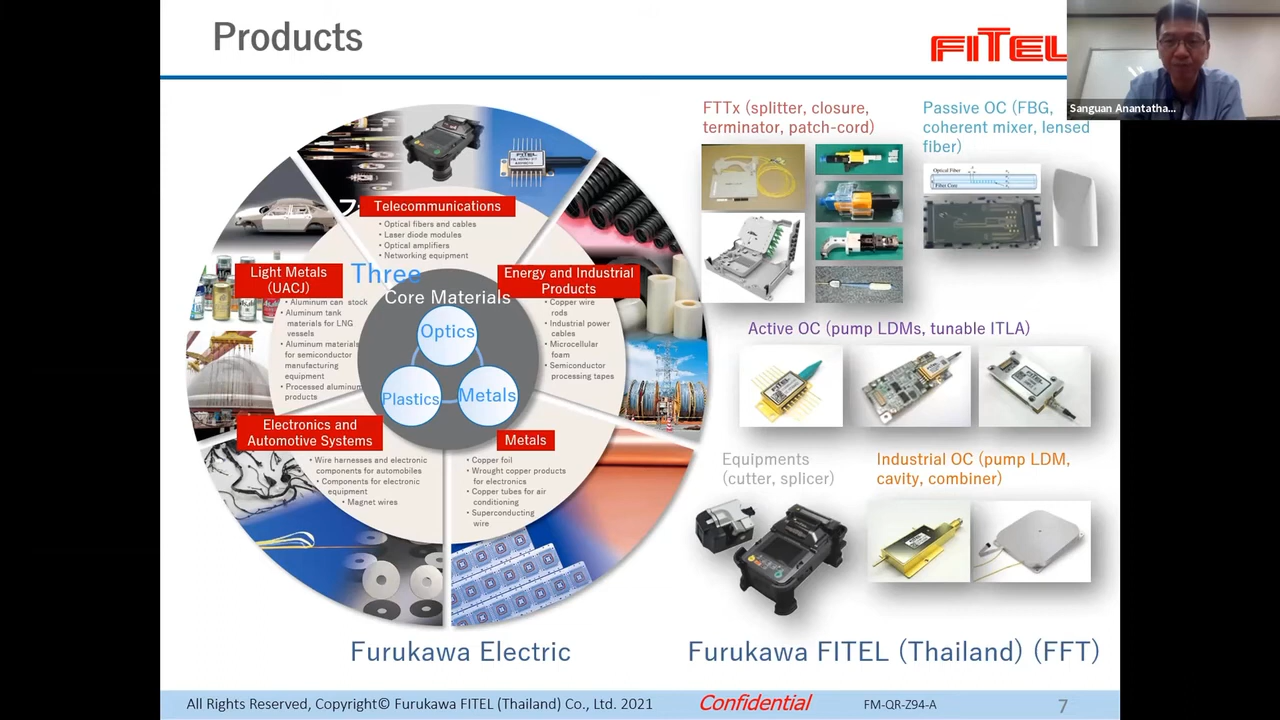 Products
FITEL
Sanguan Anantatha...
Telecommunications
• Optical fibers and cables
• Laser diode modules
• Optical amplifiers
• Networking equipment
Light Metals
(UACJ)
• Aluminum can stock
• Aluminum tank
materials for LNG
vessels
• Aluminum materials
for semiconductor
manufacturing
equipment
• Processed aluminum
products
Three
Core Materials
Optics
Plastics
Metals
Energy and Industrial
Products
• Copper wire
rods
• Industrial power
cables
• Microcellular
foam
• Semiconductor
processing tapes
Electronics and
Automotive Systems
• Wire harnesses and electronic
components for automobiles
• Components for electronic
equipment
• Magnet wires
Metals
• Copper foil
• Wrought copper products
for electronics
• Copper tubes for air
conditioning
• Superconducting
wire
Furukawa Electric
FTTx (splitter, closure,
terminator, patch-cord)
Passive OC (FBG,
coherent mixer, lensed
fiber)
Optical Fiber
Fiber Core
Active OC (pump LDMs, tunable ITLA)
Equipments
(cutter, splicer)
Industrial OC (pump LDM,
cavity, combiner)
Furukawa FITEL (Thailand) (FFT)
All Rights Reserved, Copyright© Furukawa FITEL (Thailand) Co., Ltd. 2021
Confidential
FM-QR-Z94-A
7